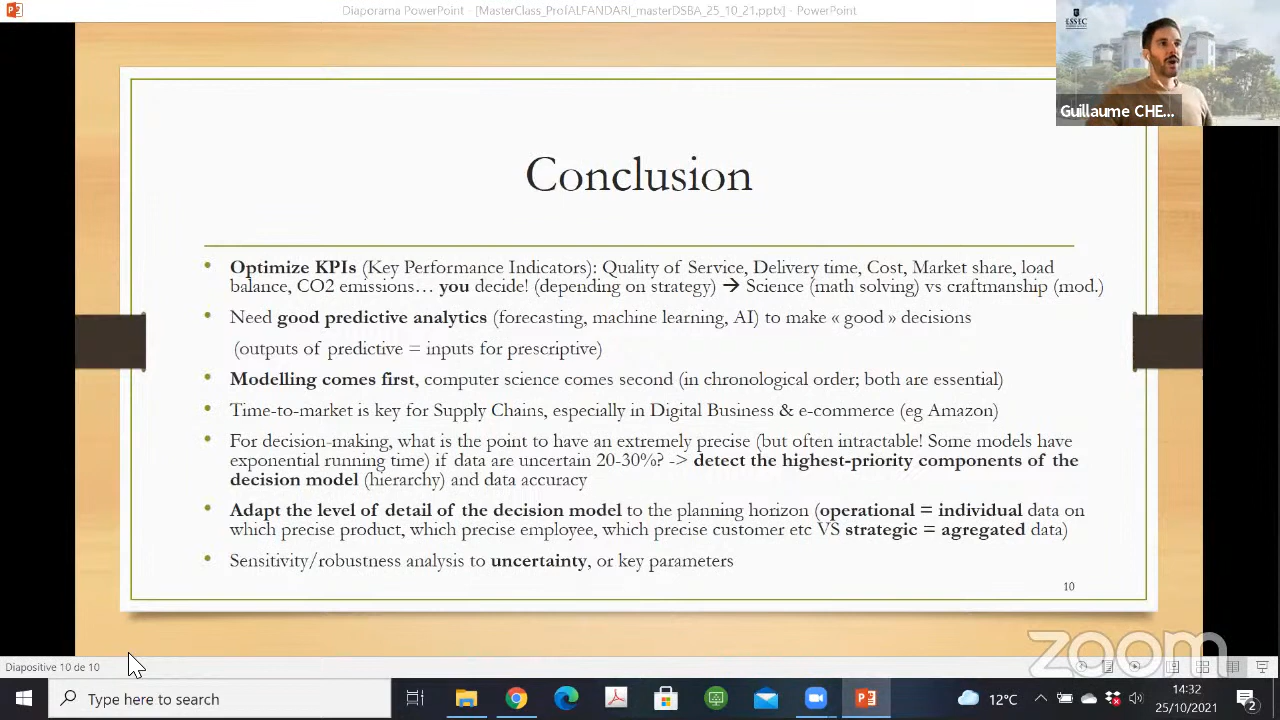 Diaporama PowerPoint - [MasterClass_ProfALFANDARI_masterDSBA_25_10_21.pptx] - PowerPoint
ESSEC
Guillaume CHE...
Conclusion
• Optimize KPIs (Key Performance Indicators): Quality of Service, Delivery time, Cost, Market share, load
balance, CO2 emissions… you decide! (depending on strategy) → Science (math solving) vs craftmanship (mod.)
• Need good predictive analytics (forecasting, machine learning, AI) to make « good » decisions
(outputs of predictive = inputs for prescriptive)
• Modelling comes first, computer science comes second (in chronological order; both are essential)
• Time-to-market is key for Supply Chains, especially in Digital Business & e-commerce (eg Amazon)
• For decision-making, what is the point to have an extremely precise (but often intractable! Some models have
exponential running time) if data are uncertain 20-30%? -> detect the highest-priority components of the
decision model (hierarchy) and data accuracy
• Adapt the level of detail of the decision model to the planning horizon (operational = individual data on
which precise product, which precise employee, which precise customer etc VS strategic = agregated data)
• Sensitivity/robustness analysis to uncertainty, or key parameters
10
zoom
Diapositive 10 de 10
Type here to search
12°C
14:32
25/10/2021
2